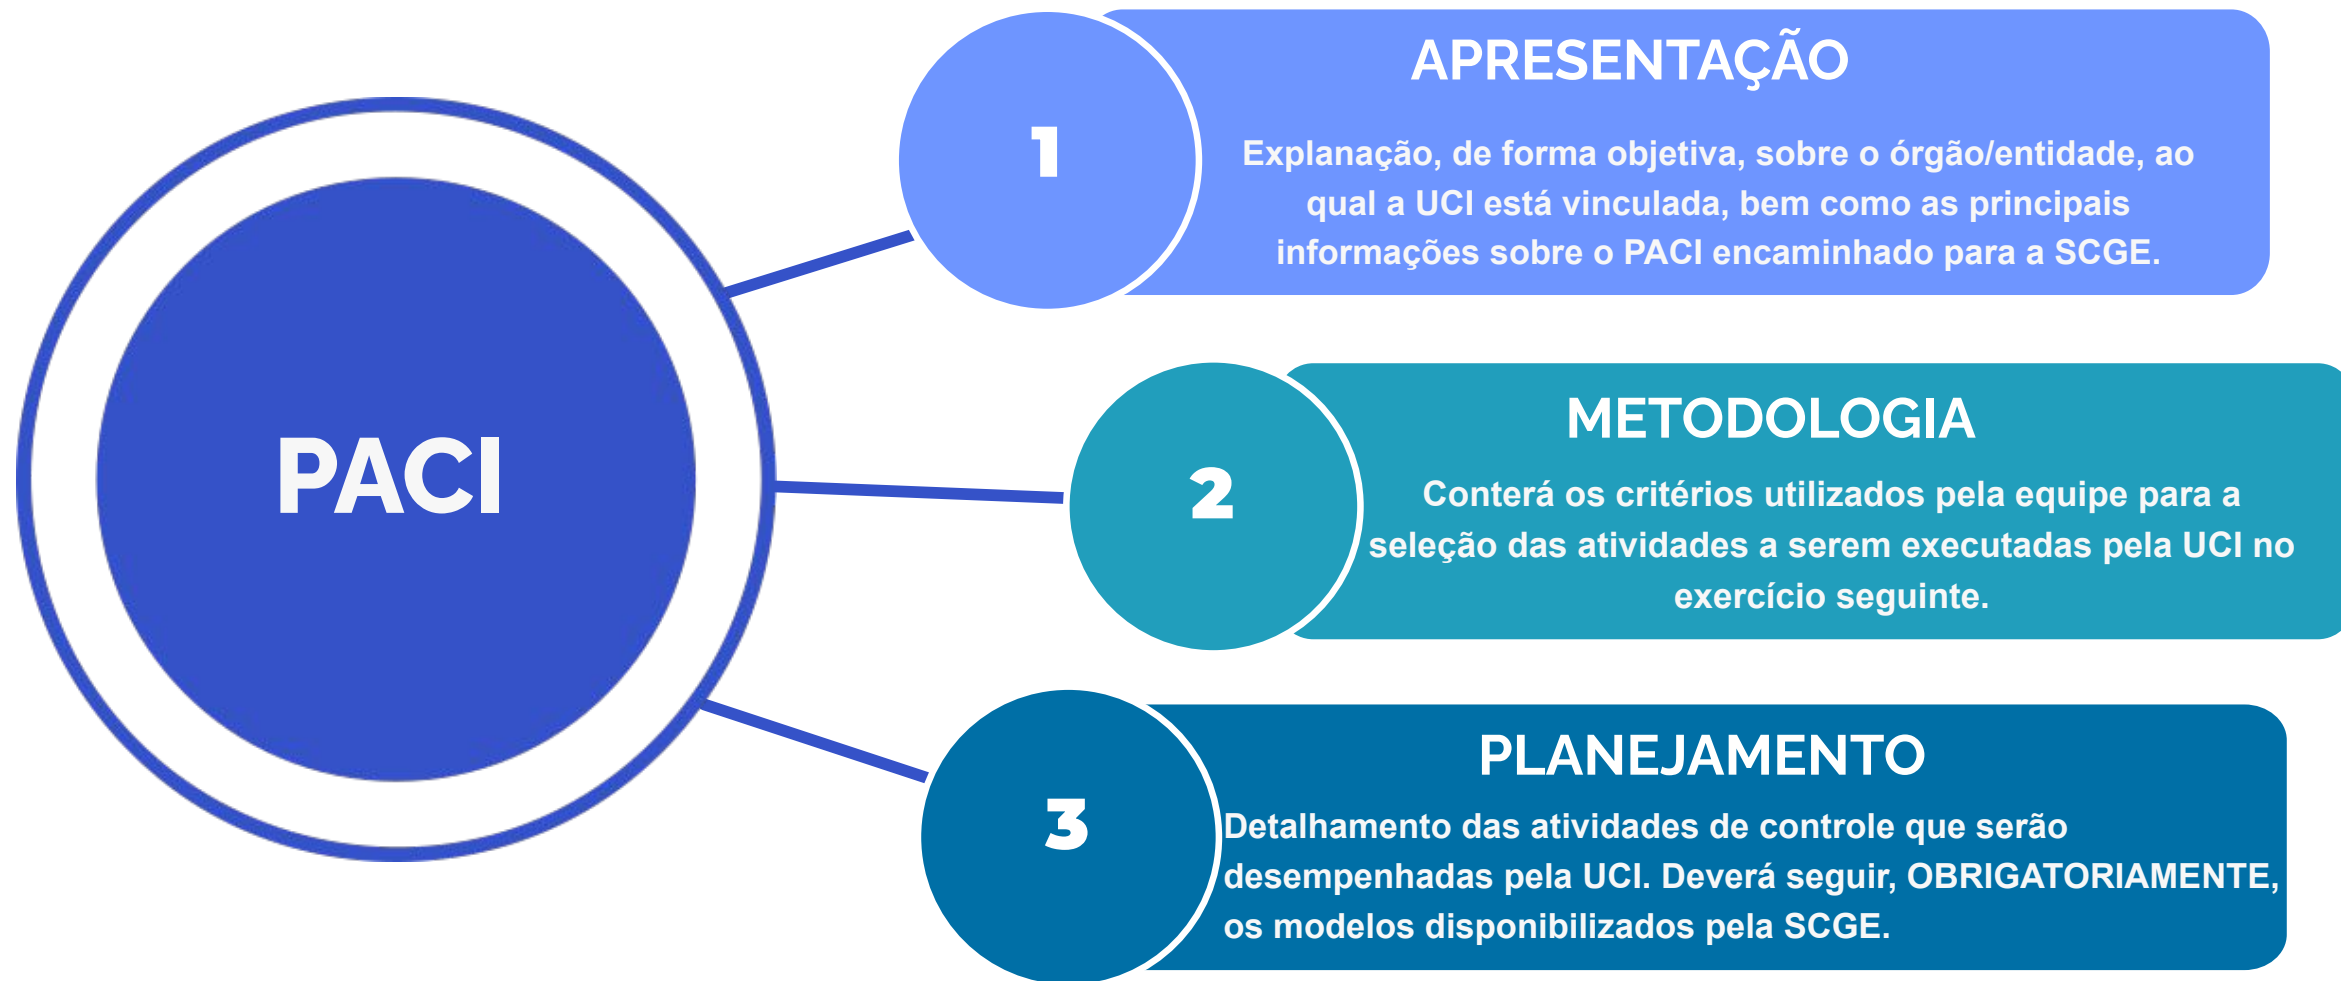 PACI
1
APRESENTAÇÃO
Explanação, de forma objetiva, sobre o órgão/entidade, ao
qual a UCI está vinculada, bem como as principais
informações sobre o PACI encaminhado para a SCGE.
2
METODOLOGIA
Conterá os critérios utilizados pela equipe para a
seleção das atividades a serem executadas pela UCI no
exercício seguinte.
3
PLANEJAMENTO
Detalhamento das atividades de controle que serão
desempenhadas pela UCI. Deverá seguir, OBRIGATORIAMENTE,
os modelos disponibilizados pela SCGE.